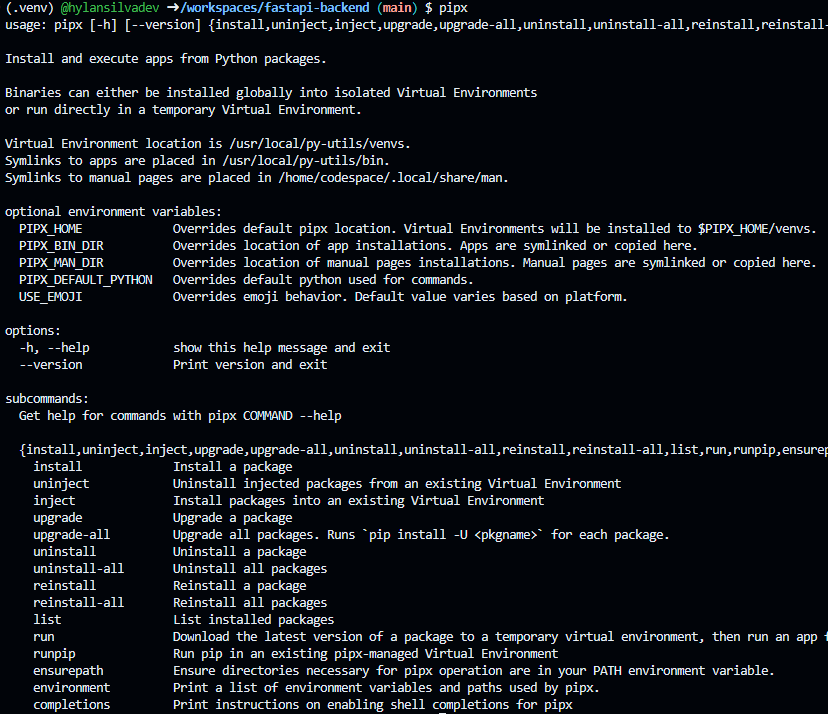 (.venv) @hylansilvadev ➜/workspaces/fastapi-backend (main) $ pipx
usage: pipx [-h] [--version] {install,uninject,inject,upgrade,upgrade-all,uninstall,uninstall-all,reinstall,reinstall-

Install and execute apps from Python packages.

Binaries can either be installed globally into isolated Virtual Environments
or run directly in a temporary Virtual Environment.

Virtual Environment location is /usr/local/py-utils/venvs.
Symlinks to apps are placed in /usr/local/py-utils/bin.
Symlinks to manual pages are placed in /home/codespace/.local/share/man.

optional environment variables:
  PIPX_HOME             Overrides default pipx location. Virtual Environments will be installed to $PIPX_HOME/venvs.
  PIPX_BIN_DIR          Overrides location of app installations. Apps are symlinked or copied here.
  PIPX_MAN_DIR          Overrides location of manual pages installations. Manual pages are symlinked or copied here.
  PIPX_DEFAULT_PYTHON   Overrides default python used for commands.
  USE_EMOJI             Overrides emoji behavior. Default value varies based on platform.

options:
  -h, --help            show this help message and exit
  --version             Print version and exit

subcommands:
  Get help for commands with pipx COMMAND --help

  {install,uninject,inject,upgrade,upgrade-all,uninstall,uninstall-all,reinstall,reinstall-all,list,run,runpip,ensurep
    install             Install a package
    uninject            Uninstall injected packages from an existing Virtual Environment
    inject              Install packages into an existing Virtual Environment
    upgrade             Upgrade a package
    upgrade-all         Upgrade all packages. Runs `pip install -U <pkgname>` for each package.
    uninstall           Uninstall a package
    uninstall-all       Uninstall all packages
    reinstall           Reinstall a package
    reinstall-all       Reinstall all packages
    list                List installed packages
    run                 Download the latest version of a package to a temporary virtual environment, then run an app
    runpip              Run pip in an existing pipx-managed Virtual Environment
    ensurepath          Ensure directories necessary for pipx operation are in your PATH environment variable.
    environment         Print a list of environment variables and paths used by pipx.
    completions         Print instructions on enabling shell completions for pipx